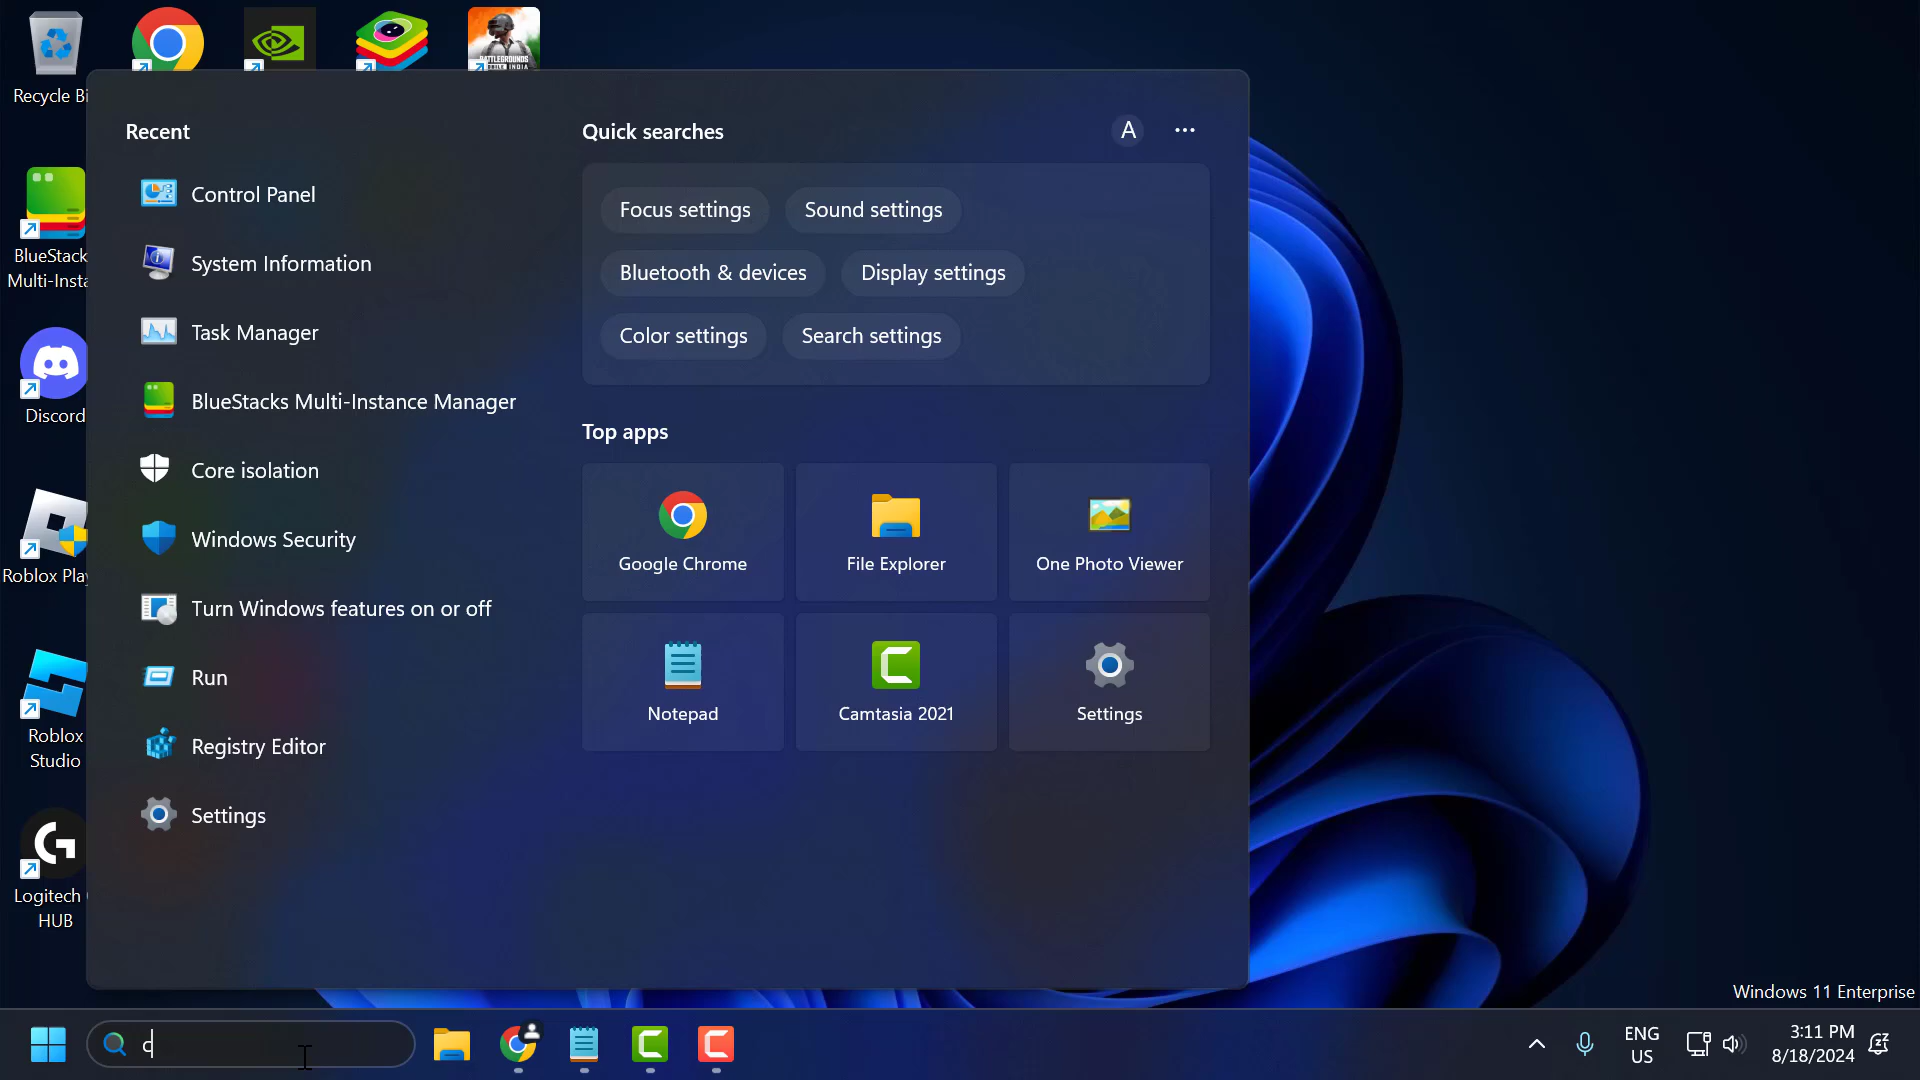 Recycle Bi
BATTLEGROUNDS
MOBILE INDIA
BlueStack
Multi-Insta
Discord
Roblox Play
Roblox
Studio
Logitech
HUB
Recent
Control Panel
System Information
Task Manager
BlueStacks Multi-Instance Manager
Core isolation
Windows Security
Turn Windows features on or off
Run
Registry Editor
Settings
Quick searches
A
Focus settings
Sound settings
Bluetooth & devices
Display settings
Color settings
Search settings
Top apps
Google Chrome
File Explorer
One Photo Viewer
Notepad
Camtasia 2021
Settings
Windows 11 Enterprise
c
ENG
US
3:11 PM
8/18/2024